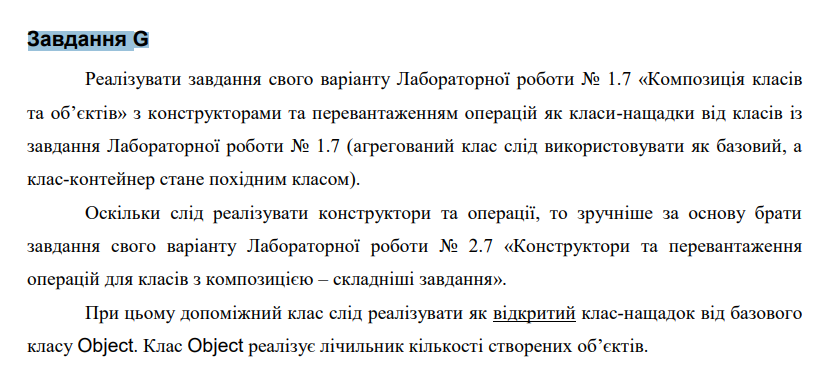 Завдання G
Реалізувати завдання свого варіанту Лабораторної роботи № 1.7 «Композиція класів
та об’єктів» з конструкторами та перевантаженням операцій як класи-нащадки від класів із
завдання Лабораторної роботи № 1.7 (агрегований клас слід використовувати як базовий, а
клас-контейнер стане похідним класом).
Оскільки слід реалізувати конструктори та операції, то зручніше за основу брати
завдання свого варіанту Лабораторної роботи № 2.7 «Конструктори та перевантаження
операцій для класів з композицією – складніші завдання».
При цьому допоміжний клас слід реалізувати як відкритий клас-нащадок від базового
класу Object. Клас Object реалізує лічильник кількості створених об’єктів.